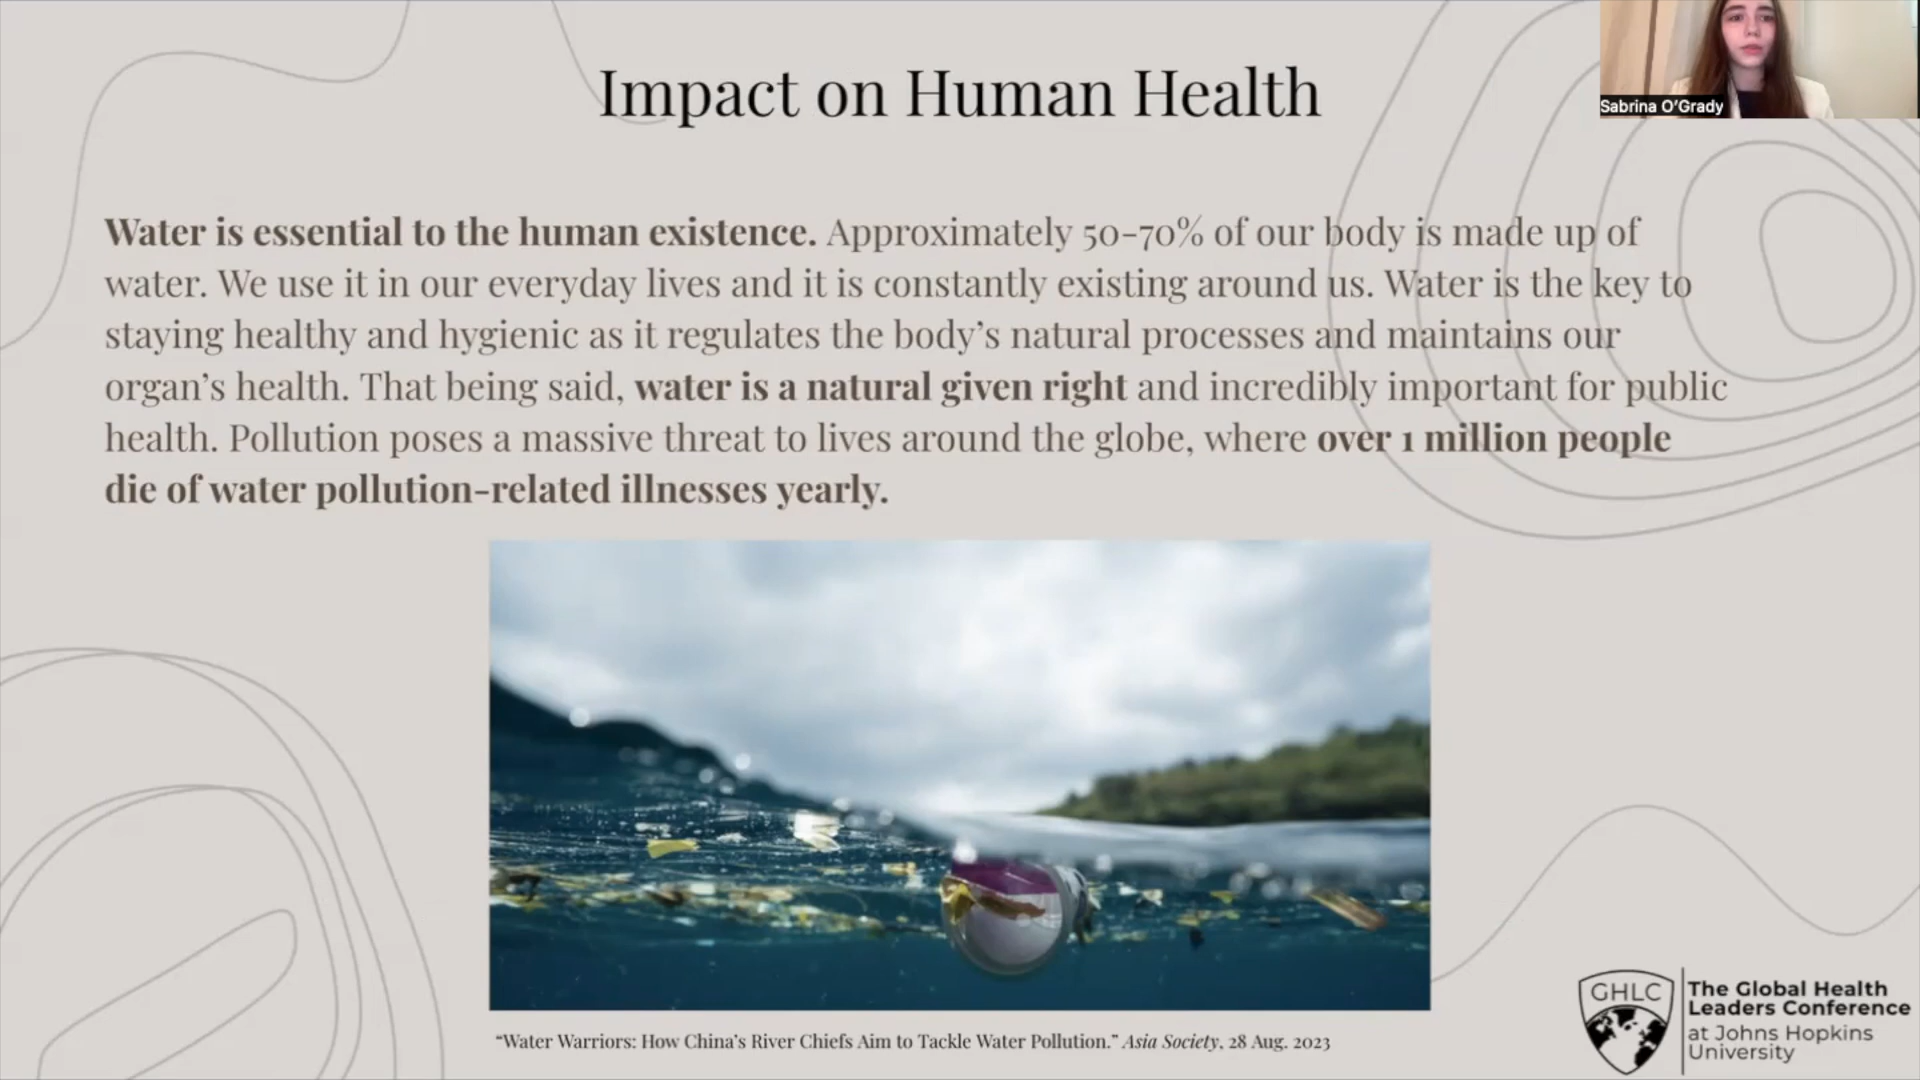 Impact on Human Health
Sabrina O'Grady
Water is essential to the human existence. Approximately 50-70% of our body is made up of
water. We use it in our everyday lives and it is constantly existing around us. Water is the key to
staying healthy and hygienic as it regulates the body's natural processes and maintains our
organ's health. That being said, water is a natural given right and incredibly important for public
health. Pollution poses a massive threat to lives around the globe, where over 1 million people
die of water pollution-related illnesses yearly.
“Water Warriors: How China's River Chiefs Aim to Tackle Water Pollution.” Asia Society, 28 Aug. 2023
GHLC
The Global Health
Leaders Conference
at Johns Hopkins
University